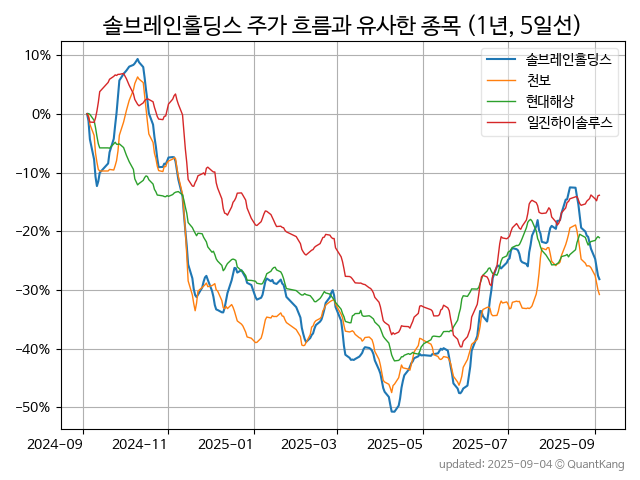 솔브레인홀딩스 주가 흐름과 유사한 종목 (1년, 5일선)
솔브레인홀딩스
천보
현대해상
일진하이솔루스
10%
0%
−10%
−20%
−30%
−40%
−50%
2024-09
2024-11
2025-01
2025-03
2025-05
2025-07
2025-09
updated: 2025-09-04 © QuantKang